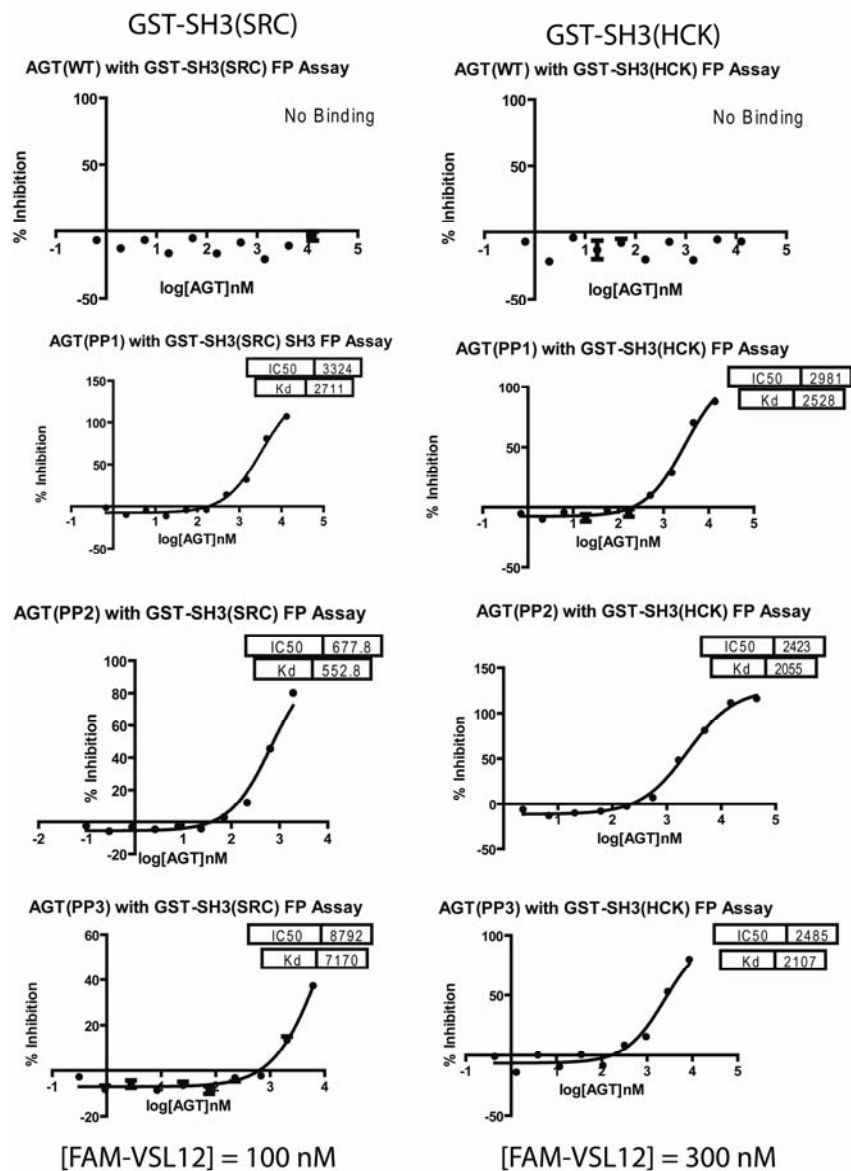 GST-SH3(SRC)
GST-SH3(HCK)
AGT(WT) with GST-SH3(SRC) FP Assay
No Binding
% Inhibition
100
50
-50
-1
0
1
2
3
4
5
log[AGT]nM
AGT(WT) with GST-SH3(HCK) FP Assay
No Binding
% Inhibition
100
50
-50
-1
0
1
2
3
4
5
log[AGT]nM
AGT(PP1) with GST-SH3(SRC) SH3 FP Assay
IC50 3324
Kd 2711
% Inhibition
150
100
50
0
-50
-1
0
1
2
3
4
5
log[AGT]nM
AGT(PP1) with GST-SH3(HCK) FP Assay
IC50 2981
Kd 2528
% Inhibition
100
50
0
-50
-1
0
1
2
3
4
5
log[AGT]nM
AGT(PP2) with GST-SH3(SRC) FP Assay
IC50 677.8
Kd 552.8
% Inhibition
100
80
60
40
20
-20
-2
-1
0
1
2
3
4
log[AGT]nM
AGT(PP2) with GST-SH3(HCK) FP Assay
IC50 2423
Kd 2055
% Inhibition
150
100
50
0
-50
1
2
3
4
5
log[AGT]nM
AGT(PP3) with GST-SH3(SRC) FP Assay
IC50 8792
Kd 7170
% Inhibition
60
40
20
-20
-1
0
1
2
3
4
log[AGT]nM
AGT(PP3) with GST-SH3(HCK) FP Assay
IC50 2485
Kd 2107
% Inhibition
100
50
0
-50
-1
0
1
2
3
4
5
log[AGT]nM
[FAM-VSL12] = 100 nM
[FAM-VSL12] = 300 nM